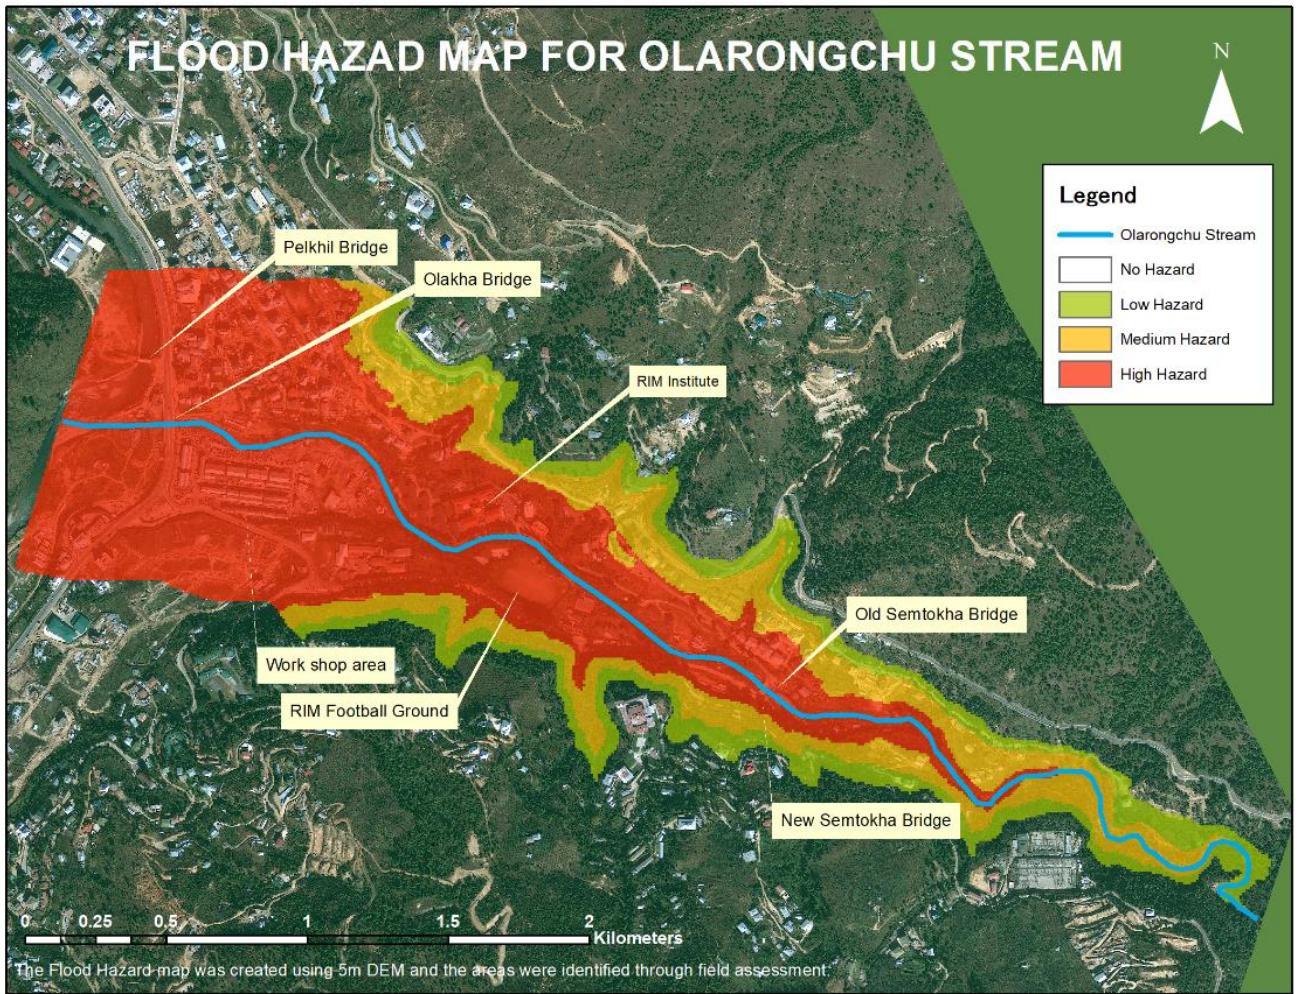 FLOOD HAZAD MAP FOR OLARONGCHU STREAM
N
Legend
Olarongchu Stream
No Hazard
Low Hazard
Medium Hazard
High Hazard
Pelkhil Bridge
Olakha Bridge
RIM Institute
Old Semtokha Bridge
Work shop area
RIM Football Ground
New Semtokha Bridge
0 0.25 0.5 1 1.5 2
Kilometers
The Flood Hazard map was created using 5m DEM and the areas were identified through field assessment.